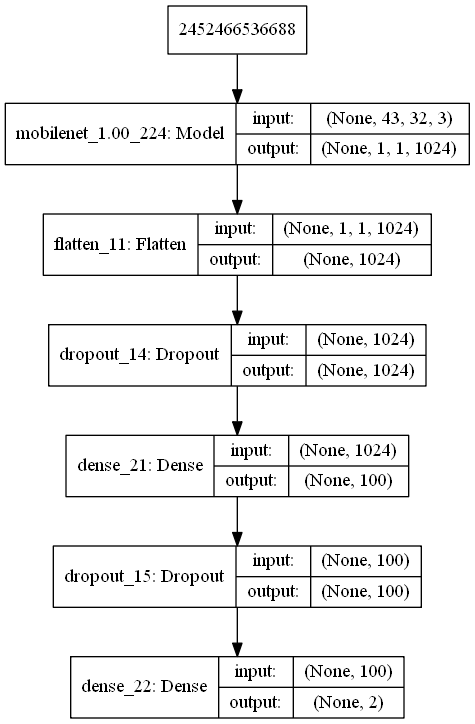 2452466536688
mobilenet_1.00_224: Model
input: (None, 43, 32, 3)
output: (None, 1, 1, 1024)
flatten_11: Flatten
input: (None, 1, 1, 1024)
output: (None, 1024)
dropout_14: Dropout
input: (None, 1024)
output: (None, 1024)
dense_21: Dense
input: (None, 1024)
output: (None, 100)
dropout_15: Dropout
input: (None, 100)
output: (None, 100)
dense_22: Dense
input: (None, 100)
output: (None, 2)